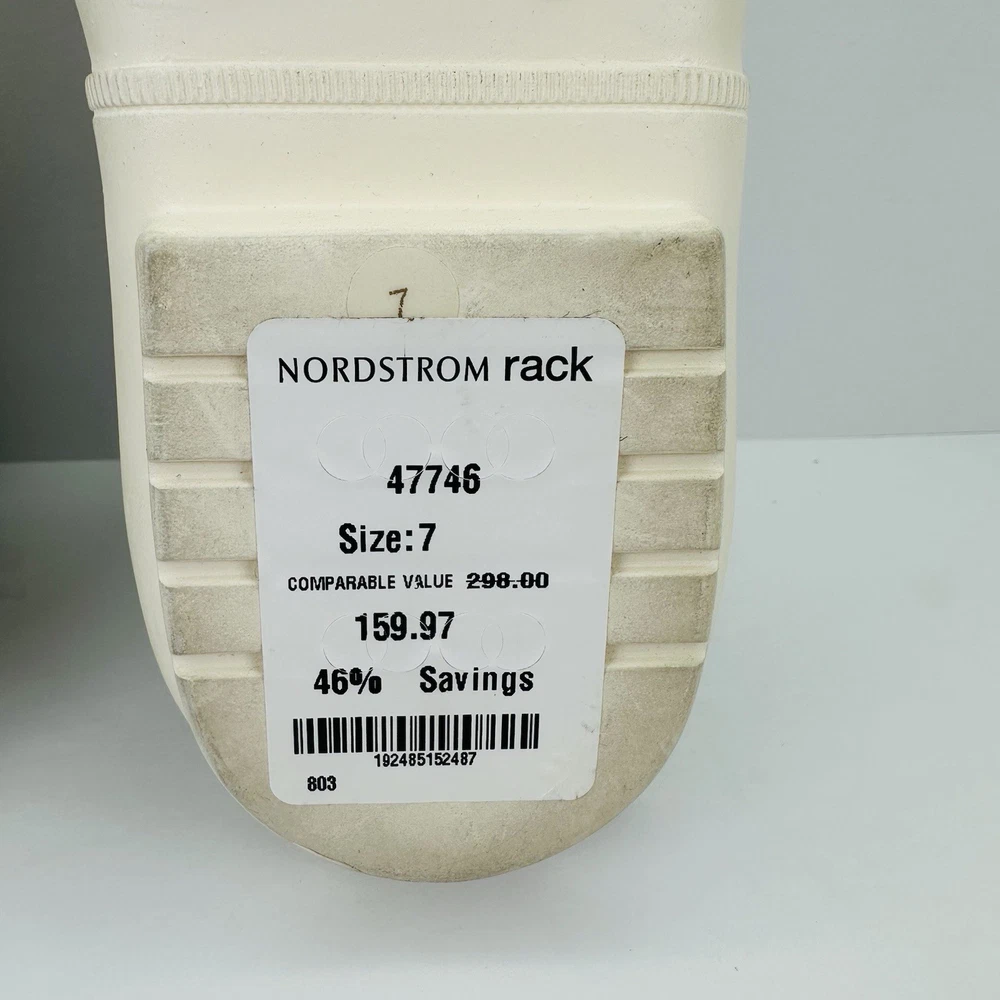 7
NORDSTROM rack
47746
Size:7
COMPARABLE VALUE 298.00
159.97
46% Savings
192485152487
803